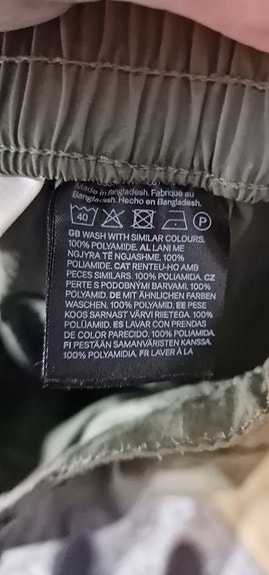 Made in Bangladesh. Fabriqué au
Bangladesh. Hecho en Bangladesh.
40 P
GB WASH WITH SIMILAR COLOURS.
100% POLYAMIDE. AL LANI ME
NGJYRA TË NGJASHME. 100%
POLYAMIDE. CAT RENTEU-HO AMB
PECES SIMILARS. 100% POLIAMIDA. CZ
PERTE S PODOBNÝMI BARVAMI. 100%
POLYAMID. DE MIT ÄHNLICHEN FARBEN
WASCHEN. 100% POLYAMID. EE PESE
KOOS SARNAST VÄRVI RIIETEGA. 100%
POLÜAMIID. ES LAVAR CON PRENDAS
DE COLOR PARECIDO. 100% POLIAMIDA.
FI PESTÄÄN SAMANVÄRISTEN KANSSA.
100% POLYAMIDIA. FR LAVER À LA